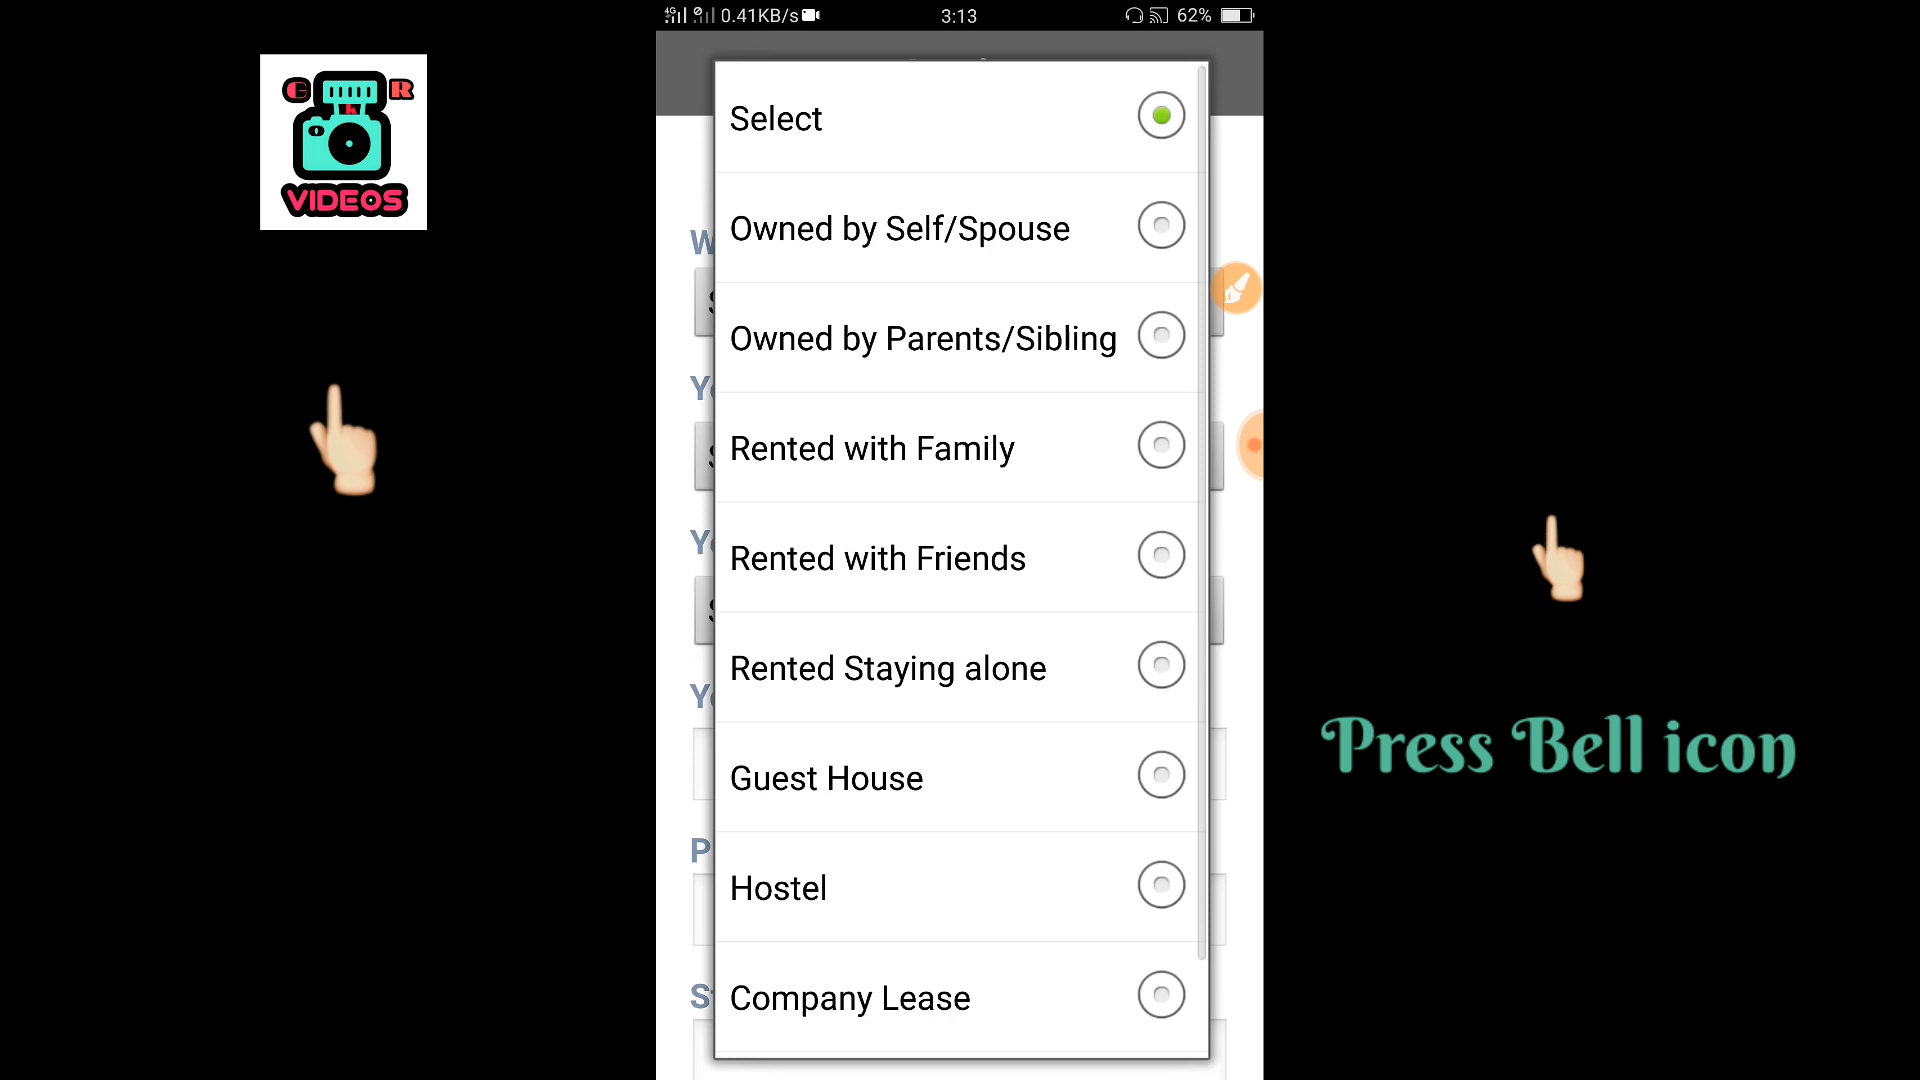 4G 0.41KB/s 3:13 62%
G R
VIDEOS
Select
Owned by Self/Spouse
Owned by Parents/Sibling
Rented with Family
Rented with Friends
Rented Staying alone
Guest House
Hostel
Company Lease
Press Bell icon